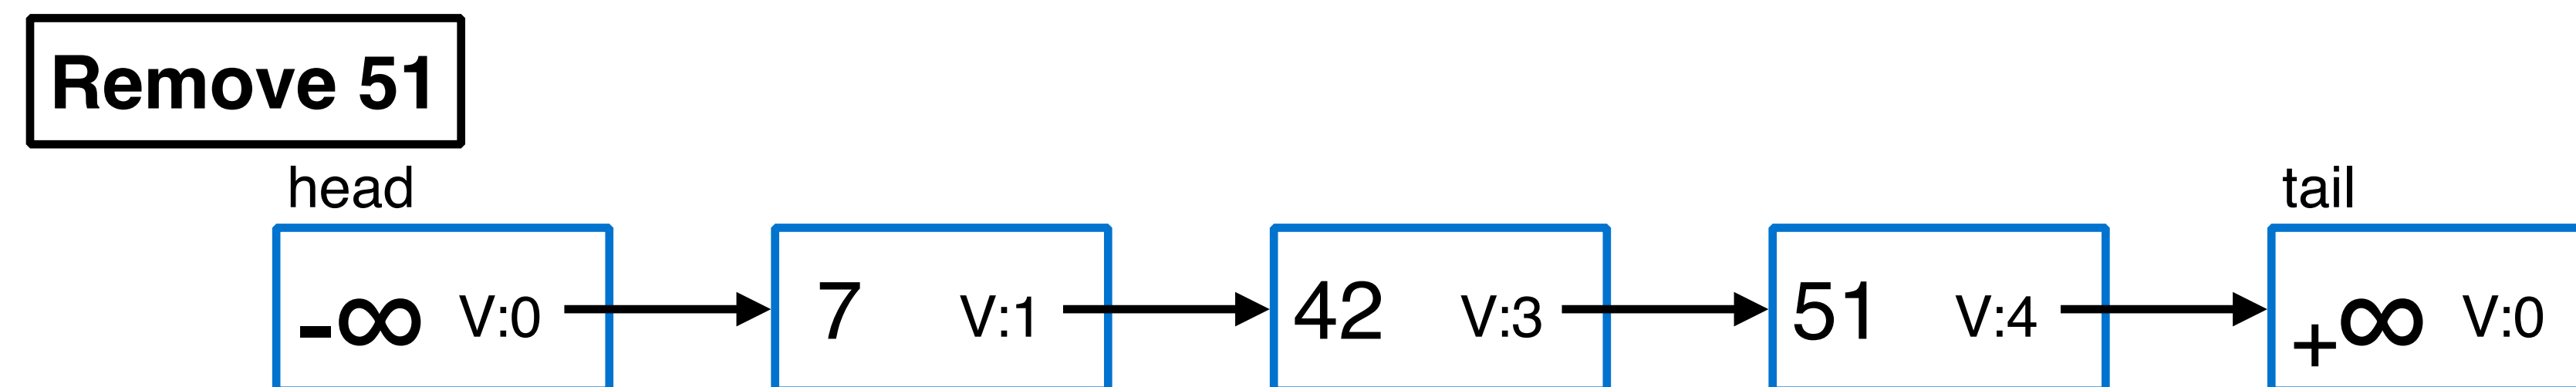 Remove 51
head
tail
-∞ V:0 7 V:1 42 V:3 51 V:4 +∞ V:0